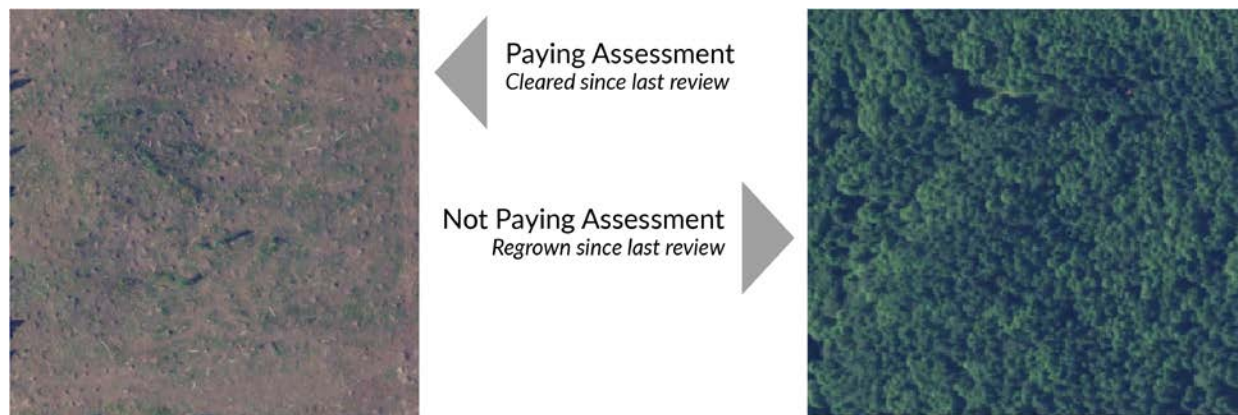 Paying Assessment
Cleared since last review
Not Paying Assessment
Regrown since last review